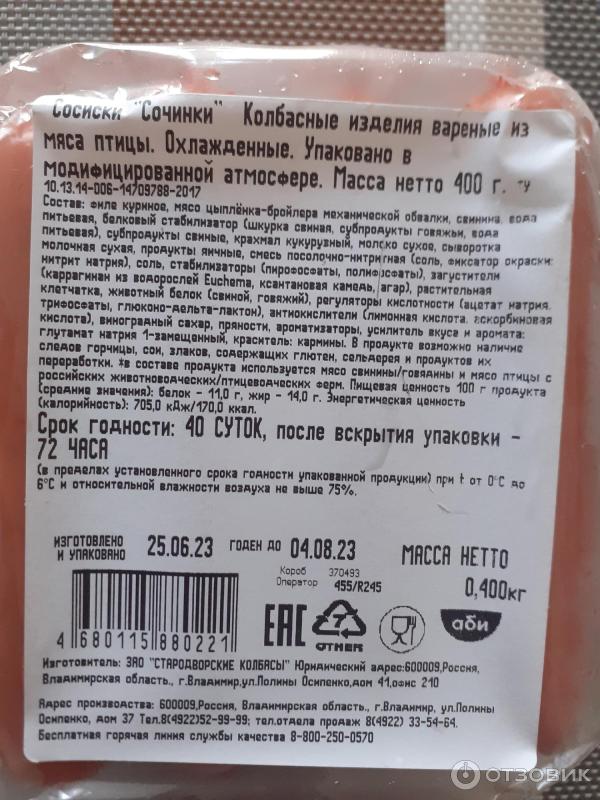 Сосиски "Сочинки" Колбасные изделия вареные из
мяса птицы. Охлажденные. Упаковано в
модифицированной атмосфере. Масса нетто 400 г. ТУ
10.13.14-006-14709788-2017
Состав: филе куриное, мясо цыплёнка-бройлера механической обвалки, свинина, вода
питьевая, белковый стабилизатор (шкурка свиная, субпродукты говяжьи, вода
питьевая), субпродукты свиные, крахмал кукурузный, молоко сухое, сыворотка
молочная сухая, продукты яичные, смесь посолочно-нитритная (соль, фиксатор окраски:
нитрит натрия), соль, стабилизаторы (пирофосфаты, полифосфаты), загустители
(каррагинан из водорослей Euchema, ксантановая камедь, агар), растительная
клетчатка, животный белок (свиной, говяжий), регуляторы кислотности (ацетат натрия,
трифосфаты, глюконо-дельта-лактон), антиокислители (лимонная кислота, аскорбиновая
кислота), виноградный сахар, пряности, ароматизаторы, усилитель вкуса и аромата:
глутамат натрия 1-замещенный, краситель: кармины. В продукте возможно наличие
следов горчицы, сои, злаков, содержащих глютен, сельдерея и продуктов их
переработки. *в составе продукта используется мясо свинины/говядины и мясо птицы с
российских животноводческих/птицеводческих ферм. Пищевая ценность 100 г продукта
(средние значения): белок - 11,0 г, жир - 14,0 г. Энергетическая ценность
(калорийность): 705,0 кДж/170,0 ккал.
Срок годности: 40 СУТОК, после вскрытия упаковки -
72 ЧАСА
(в пределах установленного срока годности упакованной продукции) при t от 0°С до
6°С и относительной влажности воздуха не выше 75%.
ИЗГОТОВЛЕНО
И УПАКОВАНО 25.06.23 ГОДЕН ДО 04.08.23 МАССА НЕТТО
Короб 370493
Оператор 455/R245
0,400кг
4 680115 880221
EAC
OTHER
аби
Изготовитель: ЗАО "СТАРОДВОРСКИЕ КОЛБАСЫ" Юридический адрес:600009,Россия,
Владимирская область, г.Владимир,ул.Полины Осипенко,дом 41,офис 210
Адрес производства: 600009,Россия, Владимирская область, г.Владимир, ул.Полины
Осипенко, дом 37 Тел.8(4922)52-99-99; тел.отдела продаж 8(4922) 33-54-64.
Бесплатная горячая линия службы качества 8-800-250-0570
ОТЗОВИК